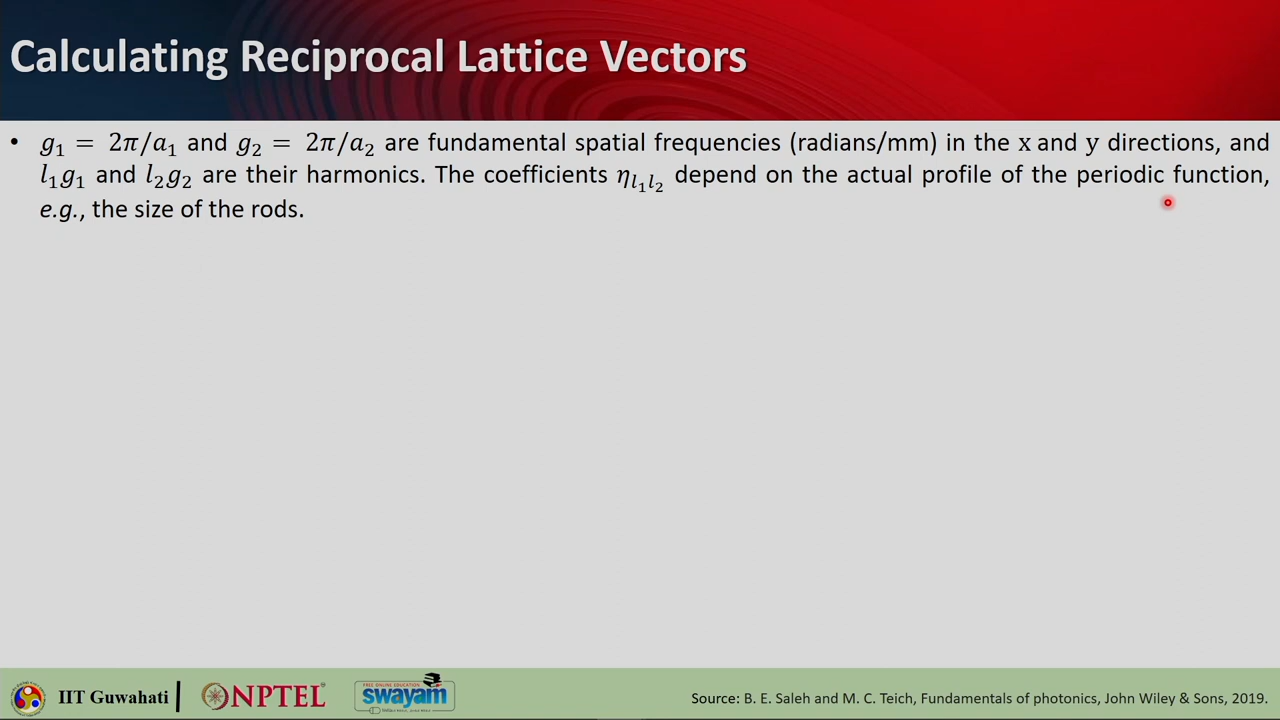 Calculating Reciprocal Lattice Vectors
• g₁ = 2π/a₁ and g₂ = 2π/a₂ are fundamental spatial frequencies (radians/mm) in the x and y directions, and
l₁g₁ and l₂g₂ are their harmonics. The coefficients η_{l₁l₂} depend on the actual profile of the periodic function,
e.g., the size of the rods.
IIT Guwahati
NPTEL
FREE ONLINE EDUCATION
swayam
Source: B. E. Saleh and M. C. Teich, Fundamentals of photonics, John Wiley & Sons, 2019.